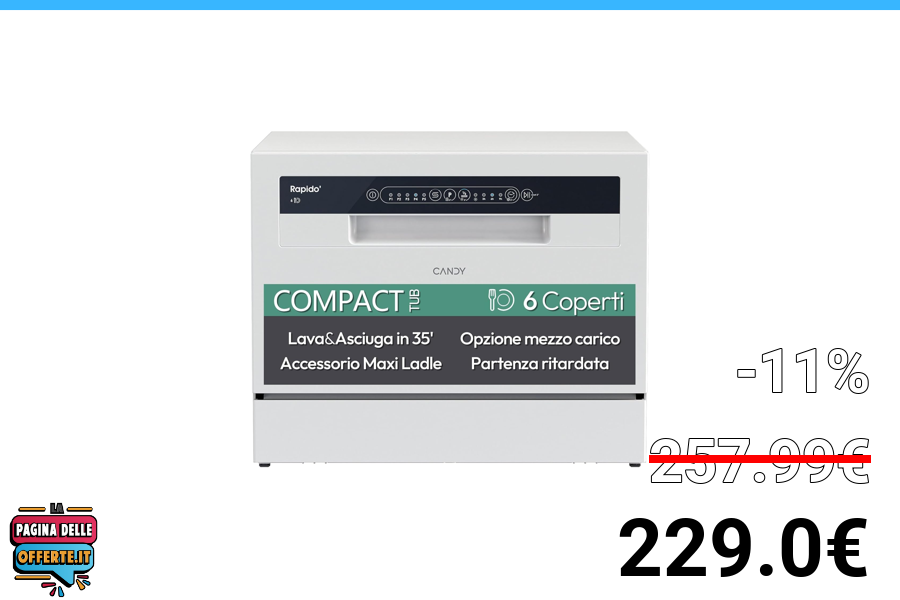 Rapido'
CANDY
COMPACT TUB
6 Coperti
Lava&Asciuga in 35'
Opzione mezzo carico
Accessorio Maxi Ladle
Partenza ritardata
-11%
257.99€
229.0€
LA
PAGINA DELLE
OFFERTE.IT